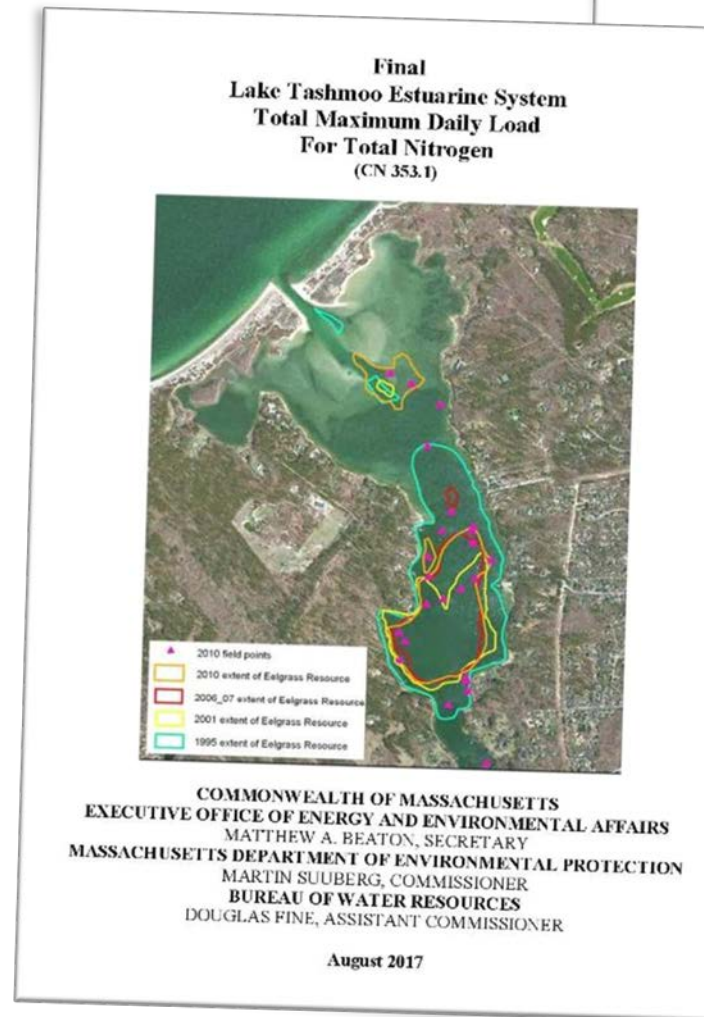 Final
Lake Tashmoo Estuarine System
Total Maximum Daily Load
For Total Nitrogen
(CN 353.1)
2010 field points
2010 extent of Eelgrass Resource
2006_07 extent of Eelgrass Resource
2001 extent of Eelgrass Resource
1995 extent of Eelgrass Resource
COMMONWEALTH OF MASSACHUSETTS
EXECUTIVE OFFICE OF ENERGY AND ENVIRONMENTAL AFFAIRS
MATTHEW A. BEATON, SECRETARY
MASSACHUSETTS DEPARTMENT OF ENVIRONMENTAL PROTECTION
MARTIN SUUBERG, COMMISSIONER
BUREAU OF WATER RESOURCES
DOUGLAS FINE, ASSISTANT COMMISSIONER
August 2017